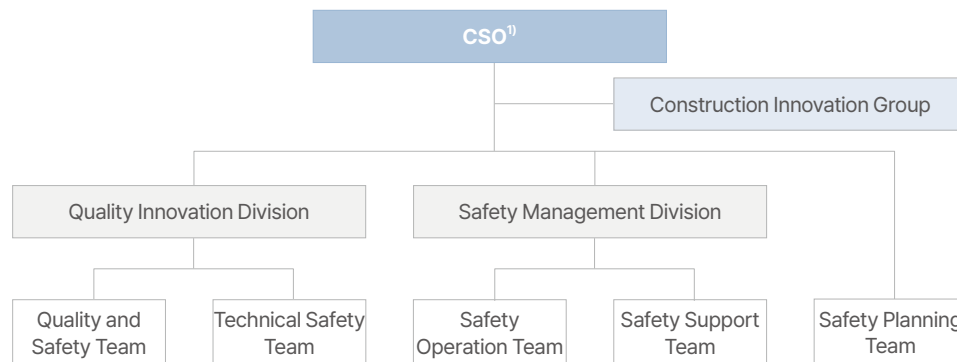 CSO1)
Construction Innovation Group
Quality Innovation Division
Safety Management Division
Quality and
Safety Team
Technical Safety
Team
Safety
Operation Team
Safety Support
Team
Safety Planning
Team